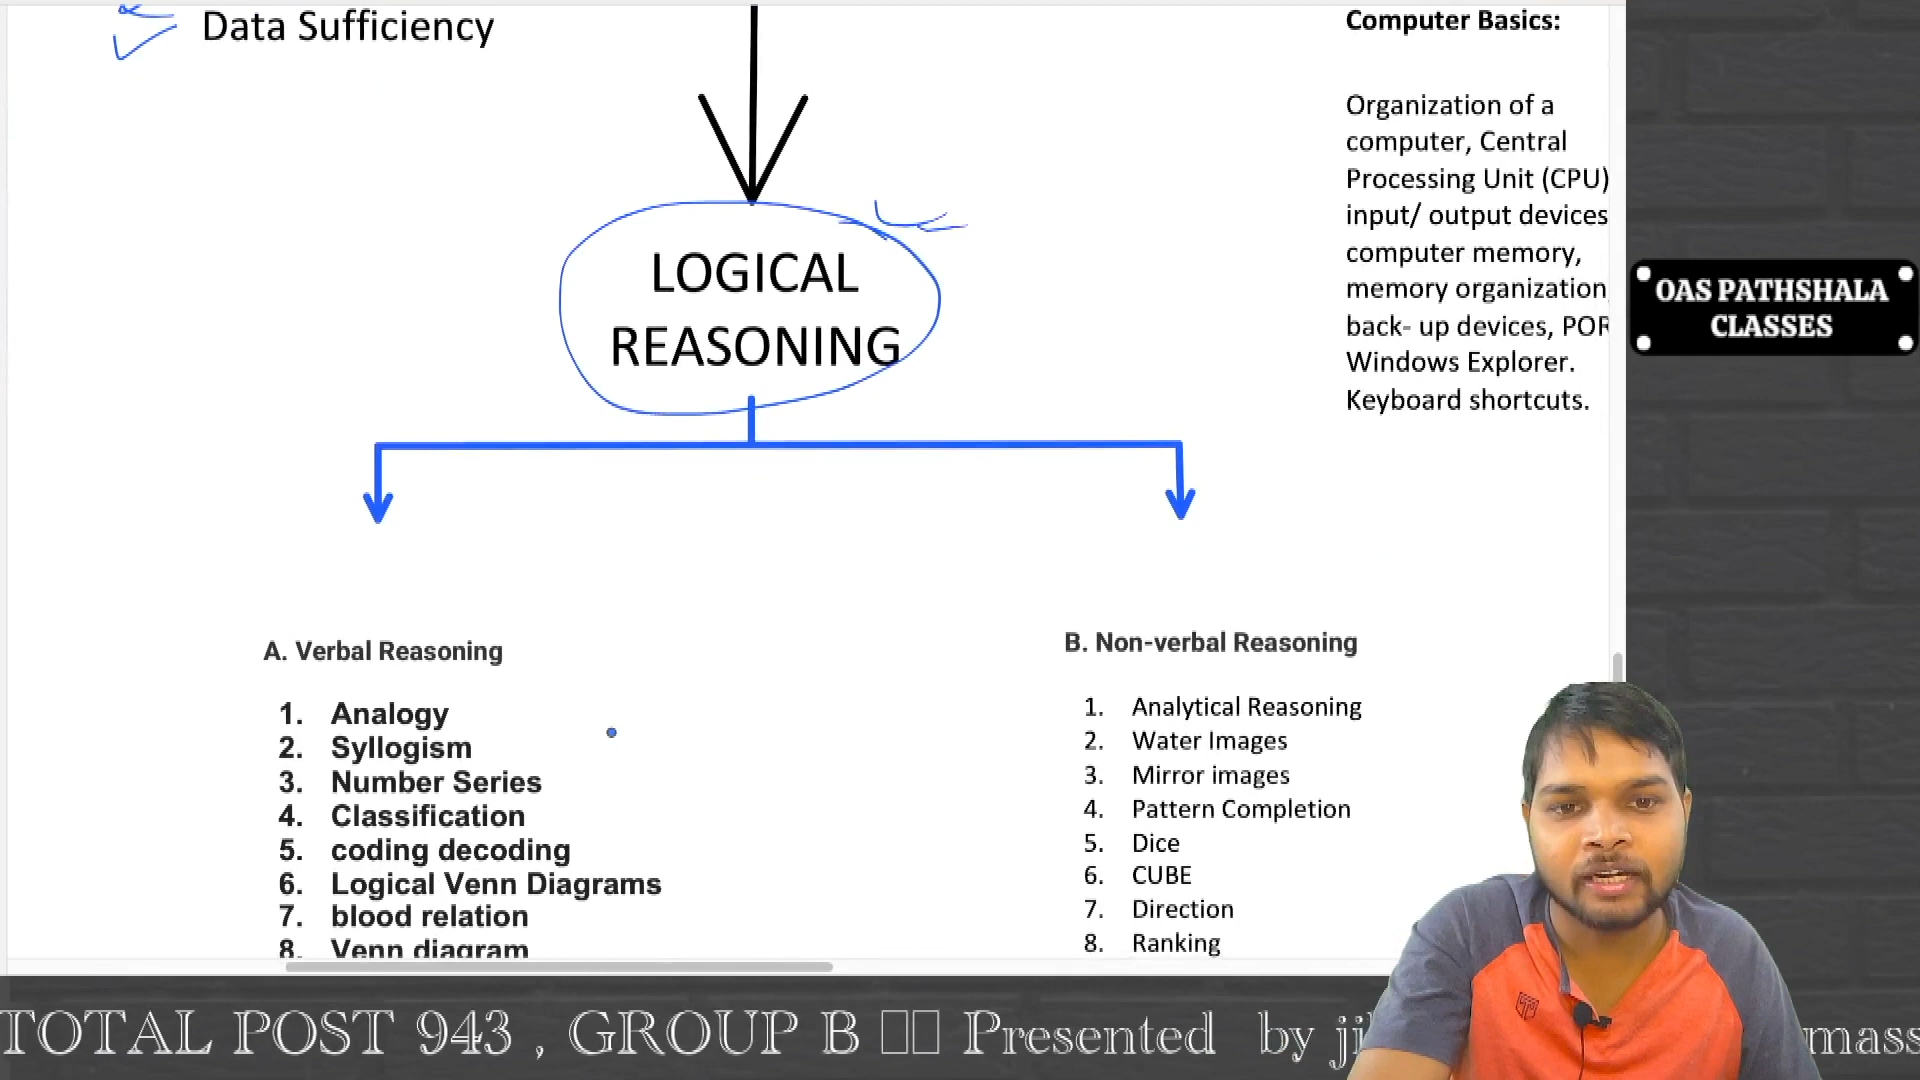 Data Sufficiency
Computer Basics:
Organization of a
computer, Central
Processing Unit (CPU)
input/ output devices
computer memory,
memory organization,
back- up devices, POR
Windows Explorer.
Keyboard shortcuts.
LOGICAL
REASONING
OAS PATHSHALA
CLASSES
A. Verbal Reasoning
1. Analogy
2. Syllogism
3. Number Series
4. Classification
5. coding decoding
6. Logical Venn Diagrams
7. blood relation
8. Venn diagram
B. Non-verbal Reasoning
1. Analytical Reasoning
2. Water Images
3. Mirror images
4. Pattern Completion
5. Dice
6. CUBE
7. Direction
8. Ranking
TOTAL POST 943 , GROUP B Presented by ji mass